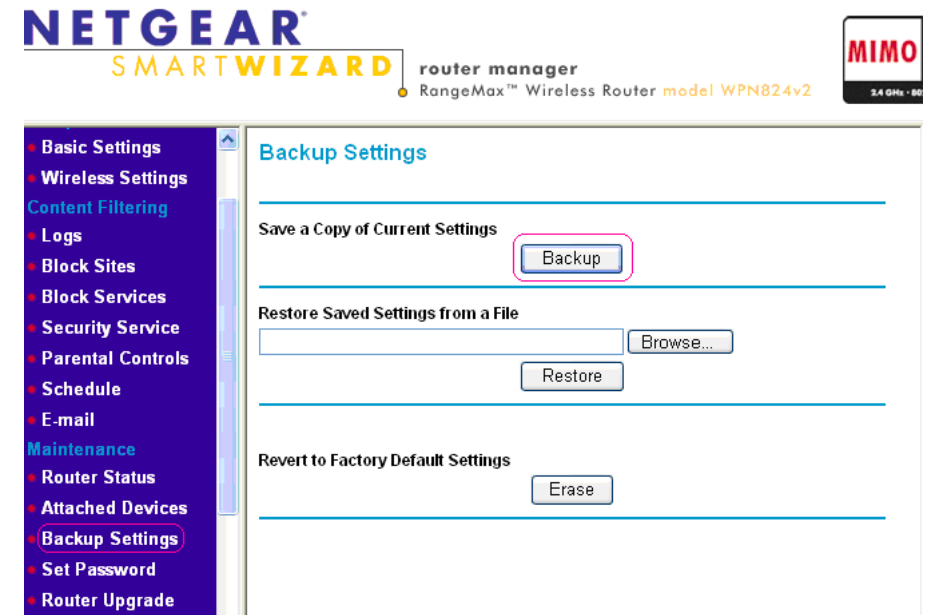 NETGEAR
SMARTWIZARD
router manager
RangeMax™ Wireless Router model WPN824v2
MIMO
2.4 GHz
Basic Settings
Wireless Settings
Content Filtering
Logs
Block Sites
Block Services
Security Service
Parental Controls
Schedule
E-mail
Maintenance
Router Status
Attached Devices
Backup Settings
Set Password
Router Upgrade
Backup Settings
Save a Copy of Current Settings
Backup
Restore Saved Settings from a File
Browse...
Restore
Revert to Factory Default Settings
Erase